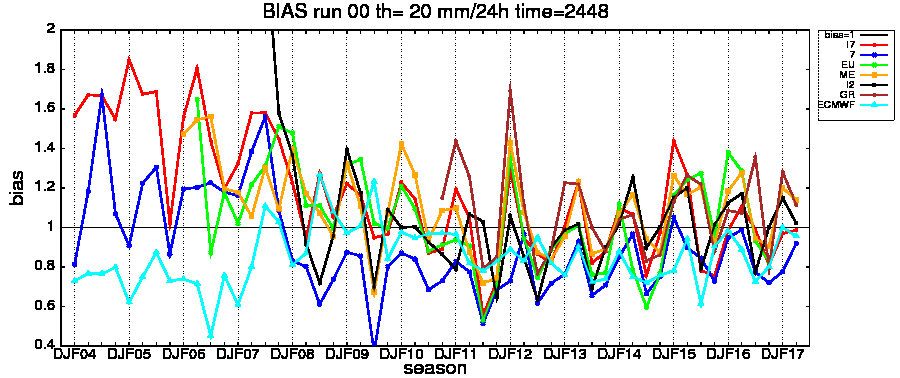 BIAS run 00 th= 20 mm/24h time=2448
2
1.8
1.6
1.4
1.2
1
0.8
0.6
0.4
bias
DJF04 DJF05 DJF06 DJF07 DJF08 DJF09 DJF10 DJF11 DJF12 DJF13 DJF14 DJF15 DJF16 DJF17
season
bias=1
I7
7
EU
ME
I2
GR
ECMWF